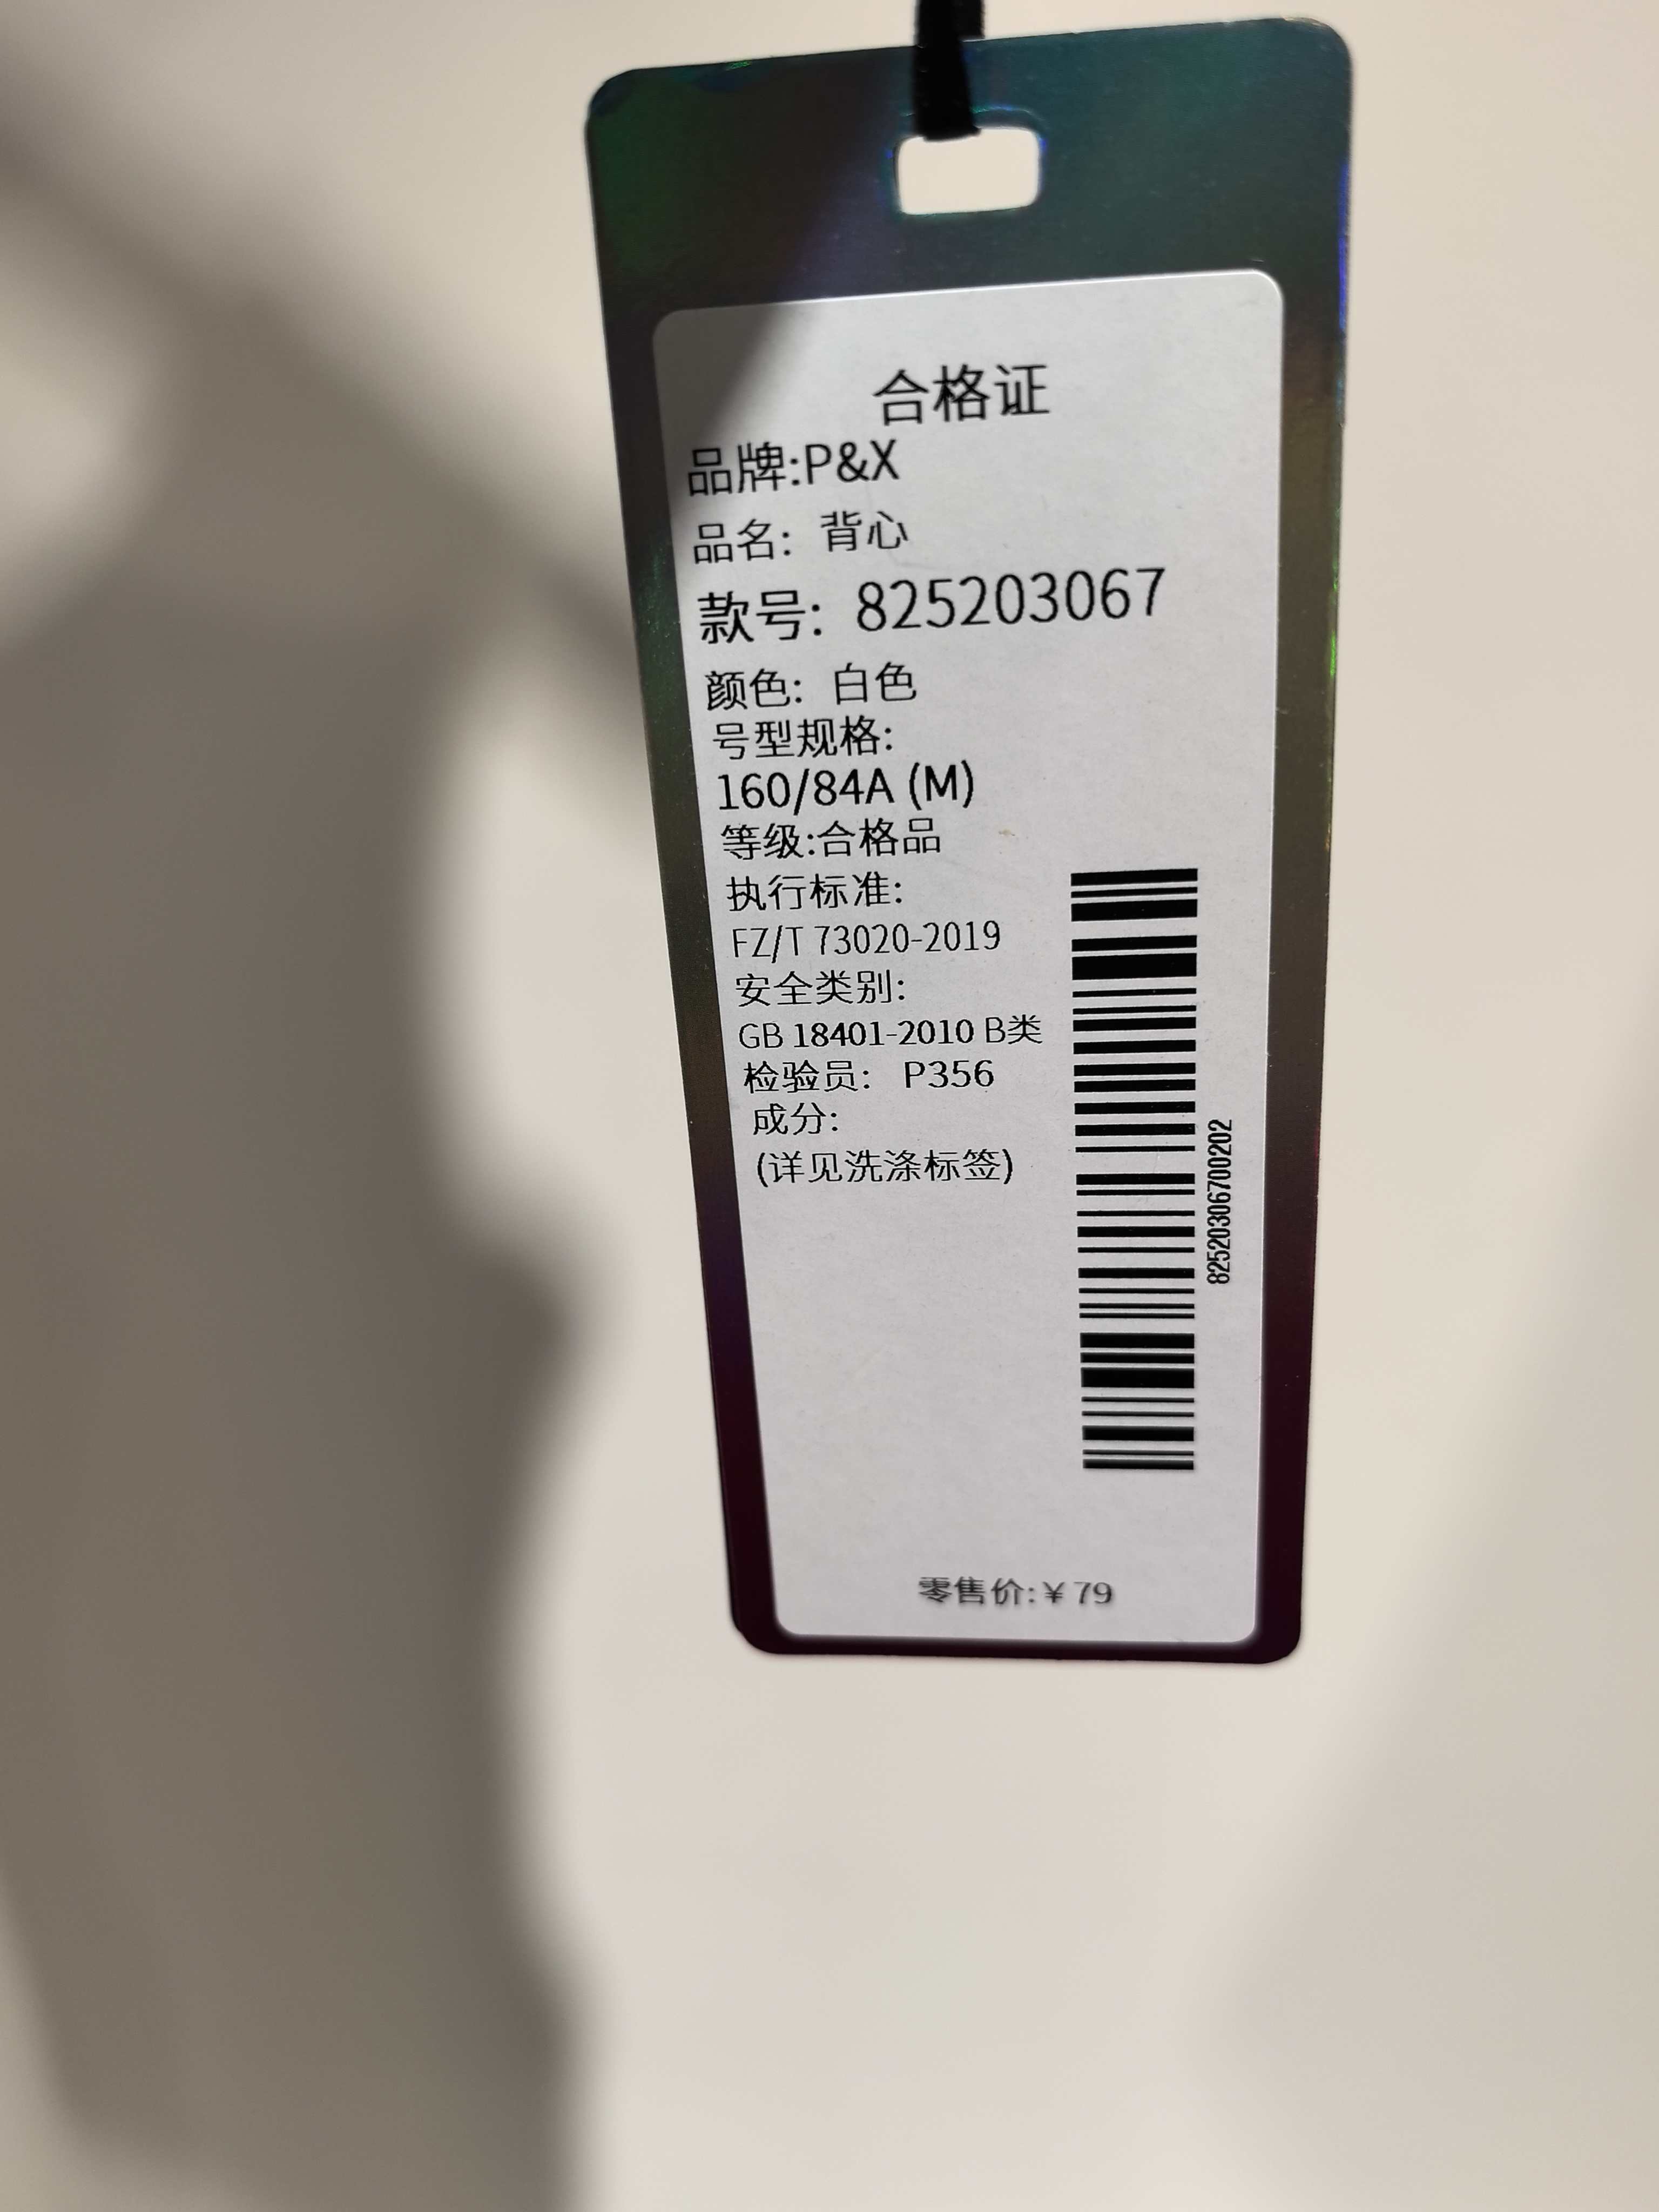 合格证
品牌:P&X
品名: 背心
款号: 825203067
颜色: 白色
号型规格:
160/84A (M)
等级:合格品
执行标准:
FZ/T 73020-2019
安全类别:
GB 18401-2010 B类
检验员: P356
成分:
(详见洗涤标签)
82520306700202
零售价:¥ 79